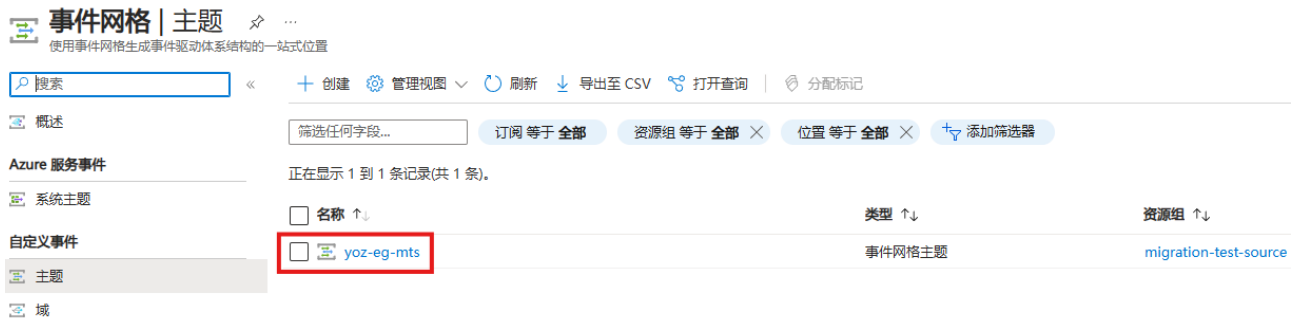 事件网格 | 主题
使用事件网格生成事件驱动体系结构的一站式位置
搜索
创建 管理视图 刷新 导出至 CSV 打开查询 分配标记
概述
筛选任何字段... 订阅 等于 全部 资源组 等于 全部 位置 等于 全部 添加筛选器
Azure 服务事件
正在显示 1 到 1 条记录(共 1 条)。
系统主题
名称 类型 资源组
自定义事件
yoz-eg-mts 事件网格主题 migration-test-source
主题
域